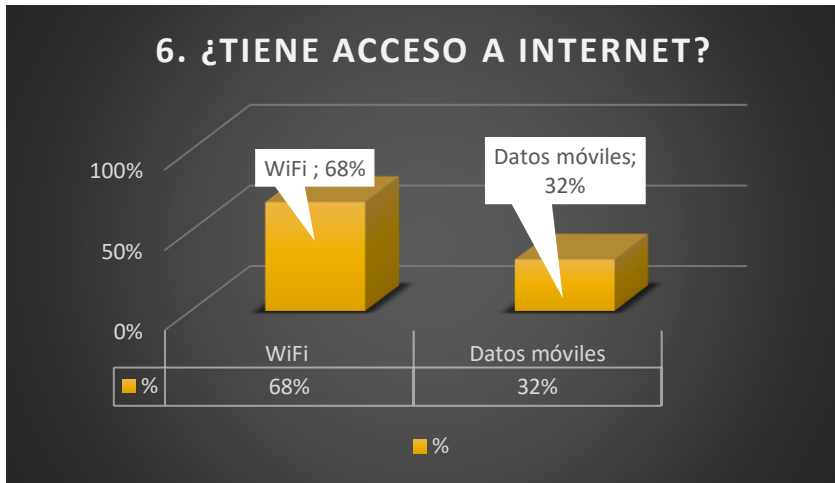 6. ¿TIENE ACCESO A INTERNET?
100%
50%
0%
WiFi ; 68%
Datos móviles;
32%
WiFi Datos móviles
% 68% 32%
%